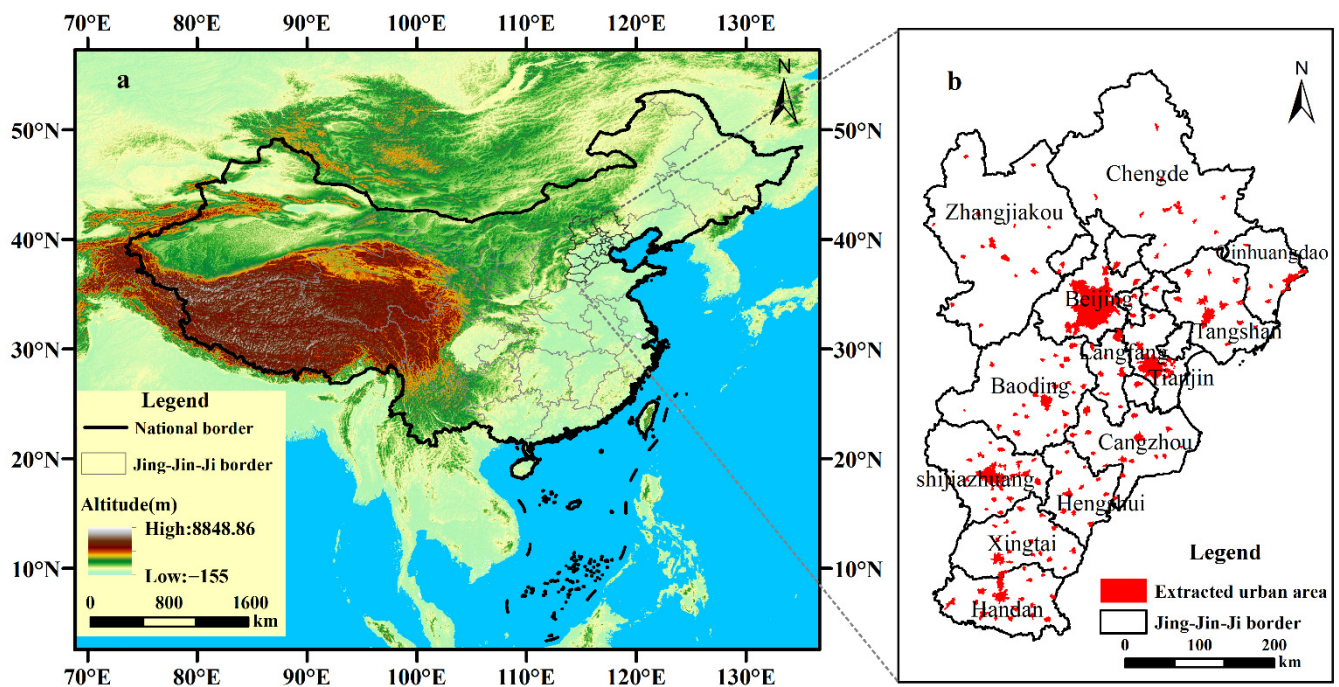 70°E 80°E 90°E 100°E 110°E 120°E 130°E
a
N
50°N
40°N
30°N
20°N
10°N
50°N
40°N
30°N
20°N
10°N
Legend
National border
Jing-Jin-Ji border
Altitude(m)
High:8848.86
Low:−155
0 800 1600
km
70°E 80°E 90°E 100°E 110°E 120°E 130°E
b
N
Chengde
Zhangjiakou
Qinhuangdao
Beijing
Tangshan
Langfang
Tianjin
Baoding
Cangzhou
shijiazhuang
Hengshui
Xingtai
Handan
Legend
Extracted urban area
Jing-Jin-Ji border
0 100 200
km